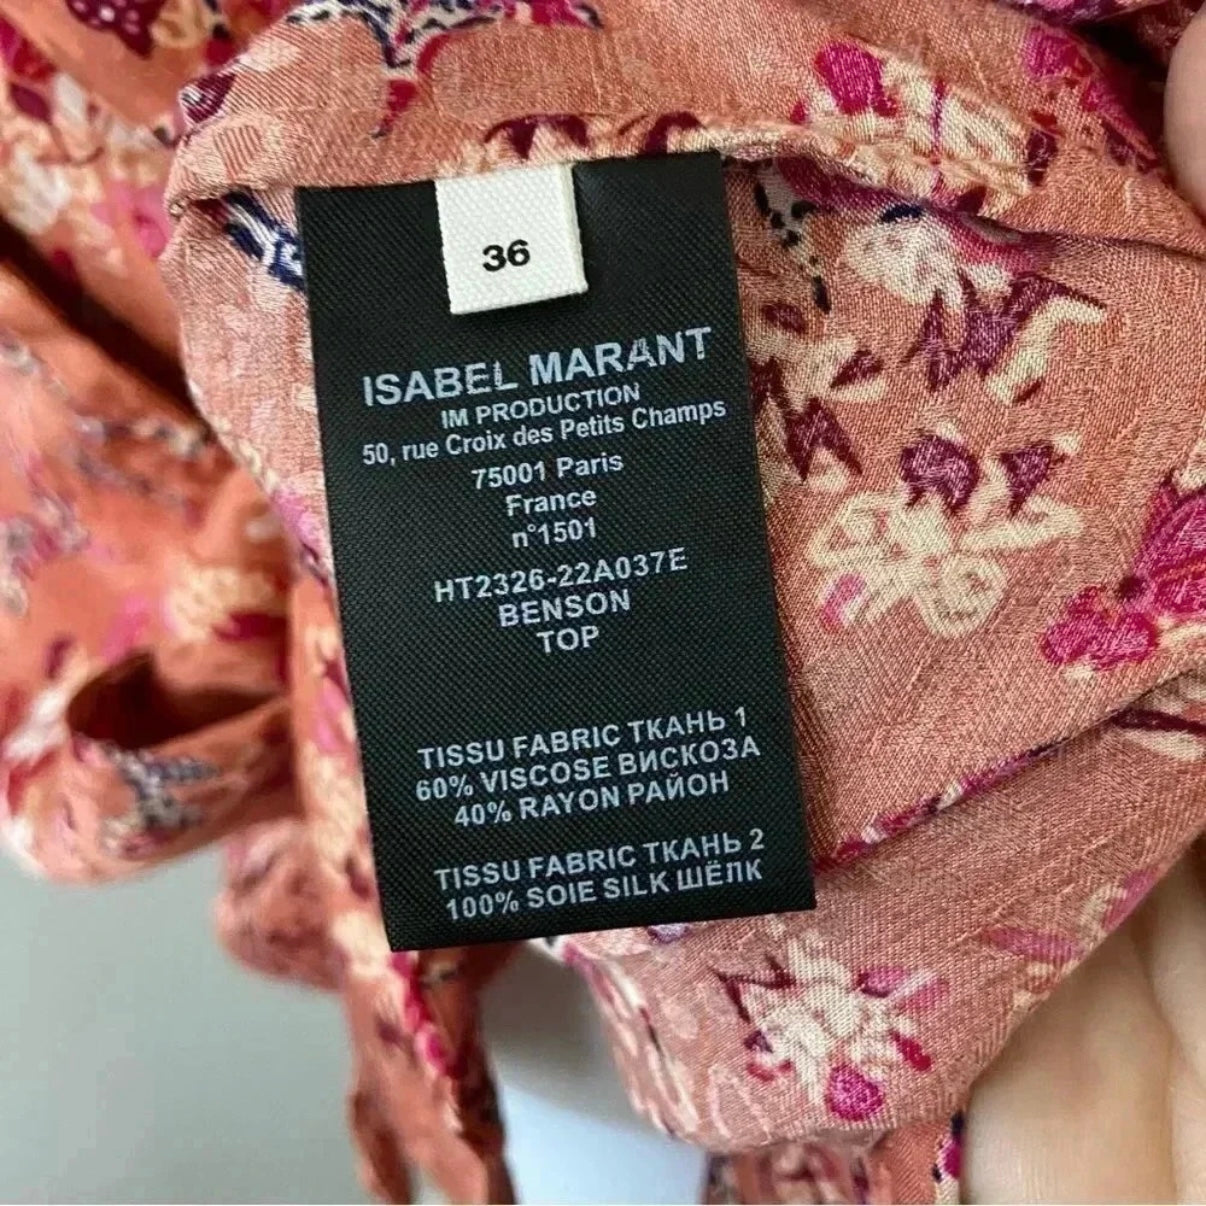 36
ISABEL MARANT
IM PRODUCTION
50, rue Croix des Petits Champs
75001 Paris
France
n°1501
HT2326-22A037E
BENSON
TOP
TISSU FABRIC ТКАНЬ 1
60% VISCOSE ВИСКОЗА
40% RAYON РАЙОН
TISSU FABRIC ТКАНЬ 2
100% SOIE SILK ШЁЛК